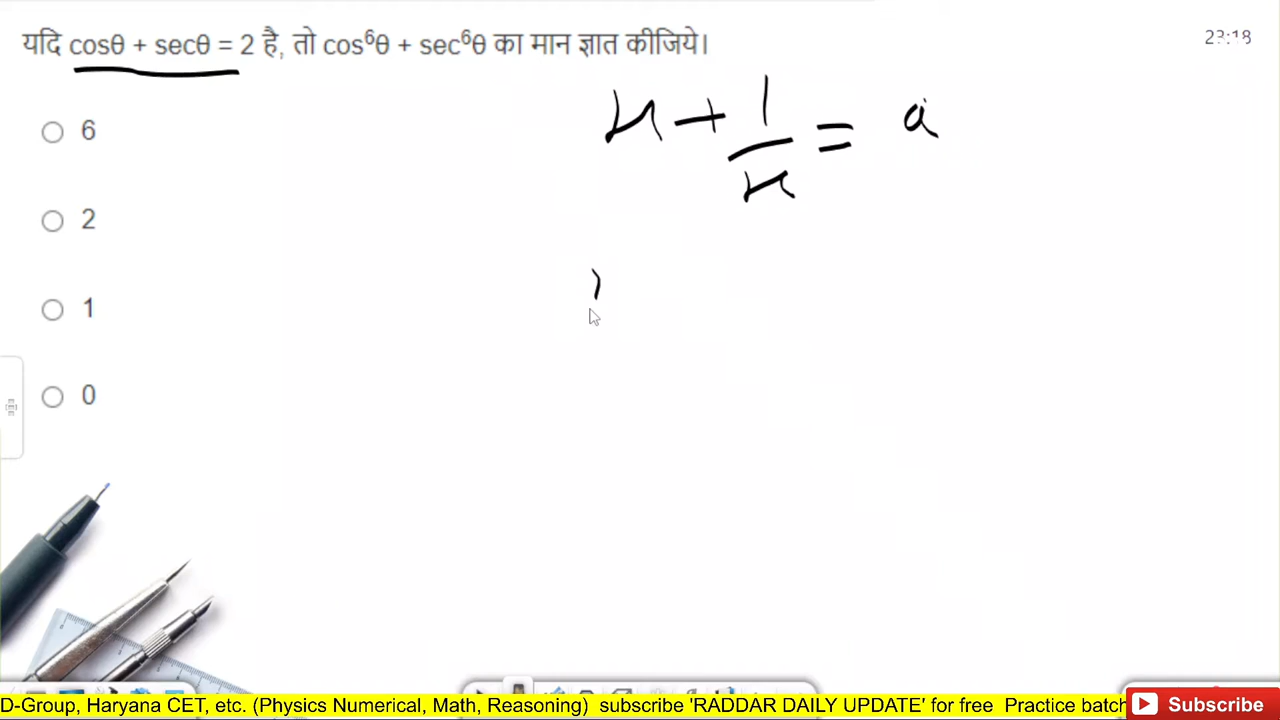 यदि cosθ + secθ = 2 है, तो cos⁶θ + sec⁶θ का मान ज्ञात कीजिये।
23:18
x + 1/x = a
6
2
1
0
D-Group, Haryana CET, etc. (Physics Numerical, Math, Reasoning) subscribe 'RADDAR DAILY UPDATE' for free Practice batch
Subscribe